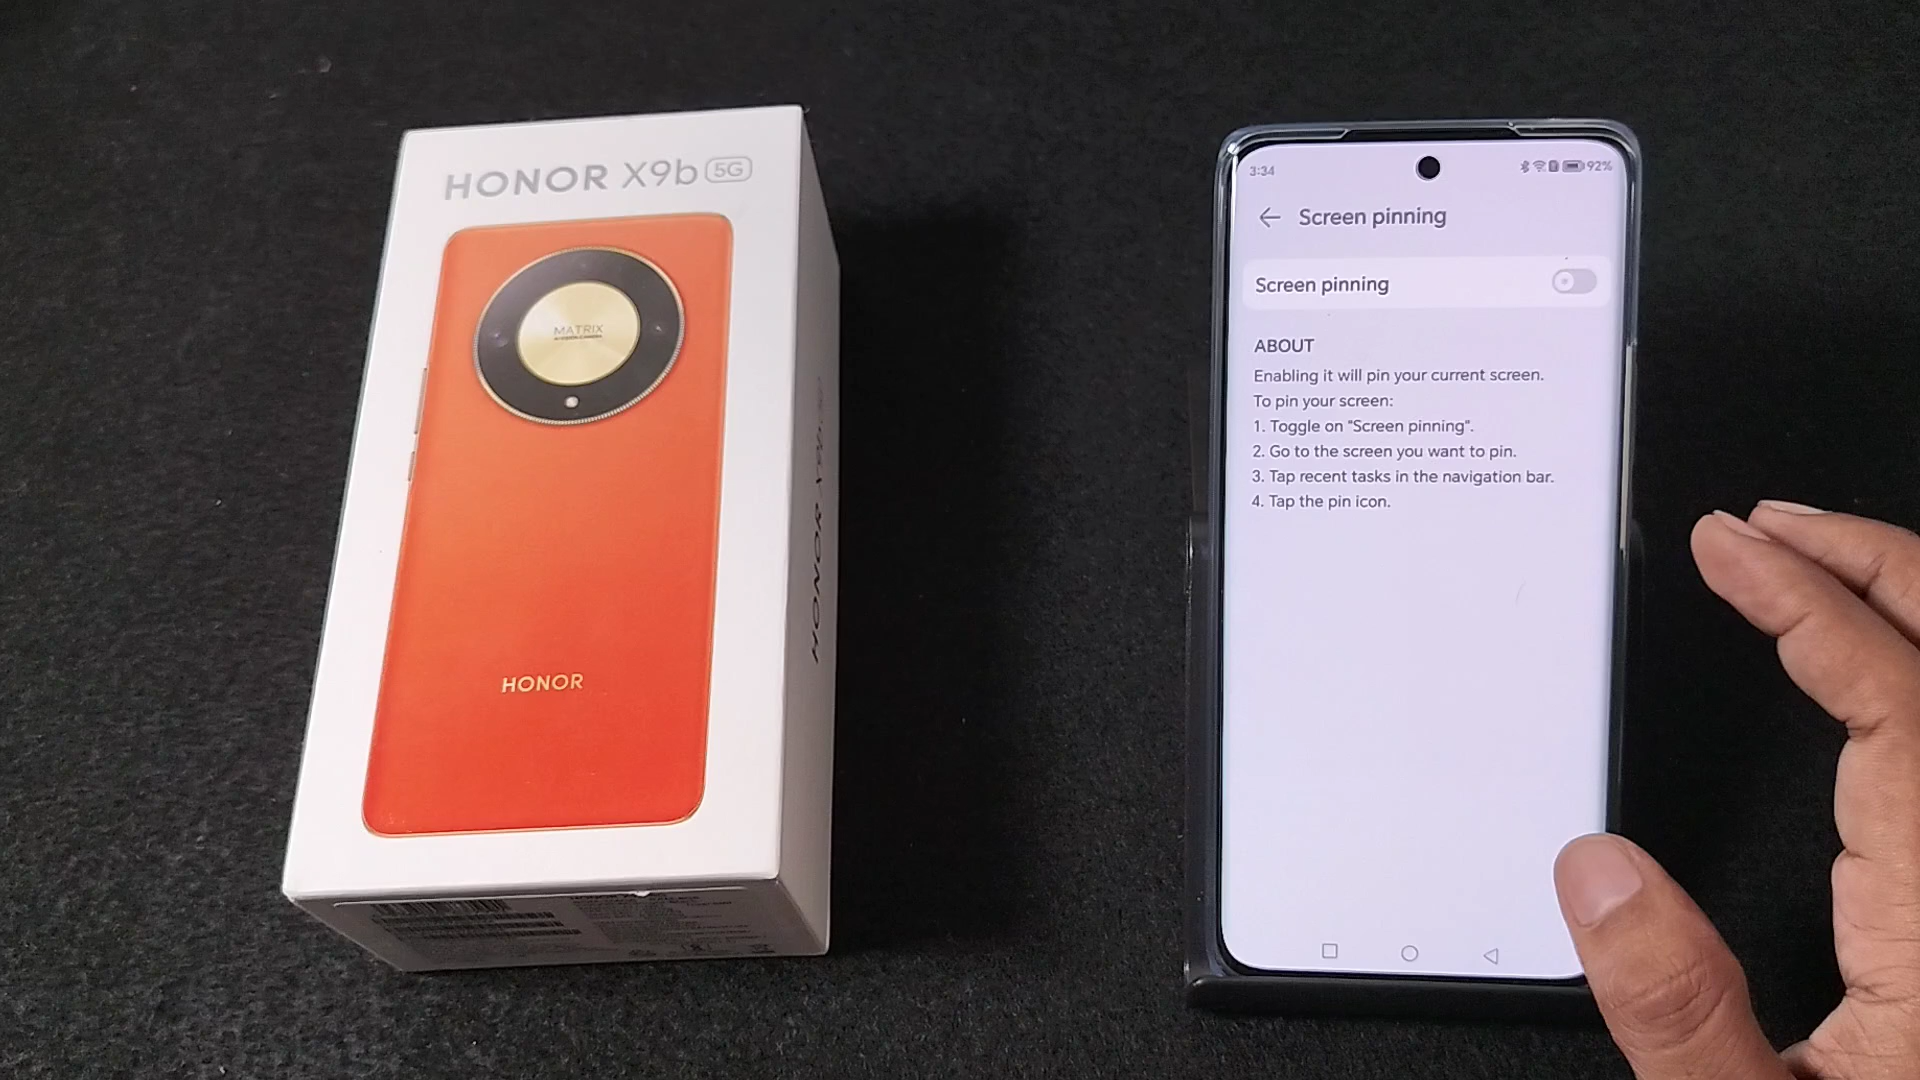 HONOR X9b 5G
MATRIX
HONOR
HONOR X9b 5G
3:34
92%
Screen pinning
Screen pinning
ABOUT
Enabling it will pin your current screen.
To pin your screen:
1. Toggle on "Screen pinning".
2. Go to the screen you want to pin.
3. Tap recent tasks in the navigation bar.
4. Tap the pin icon.